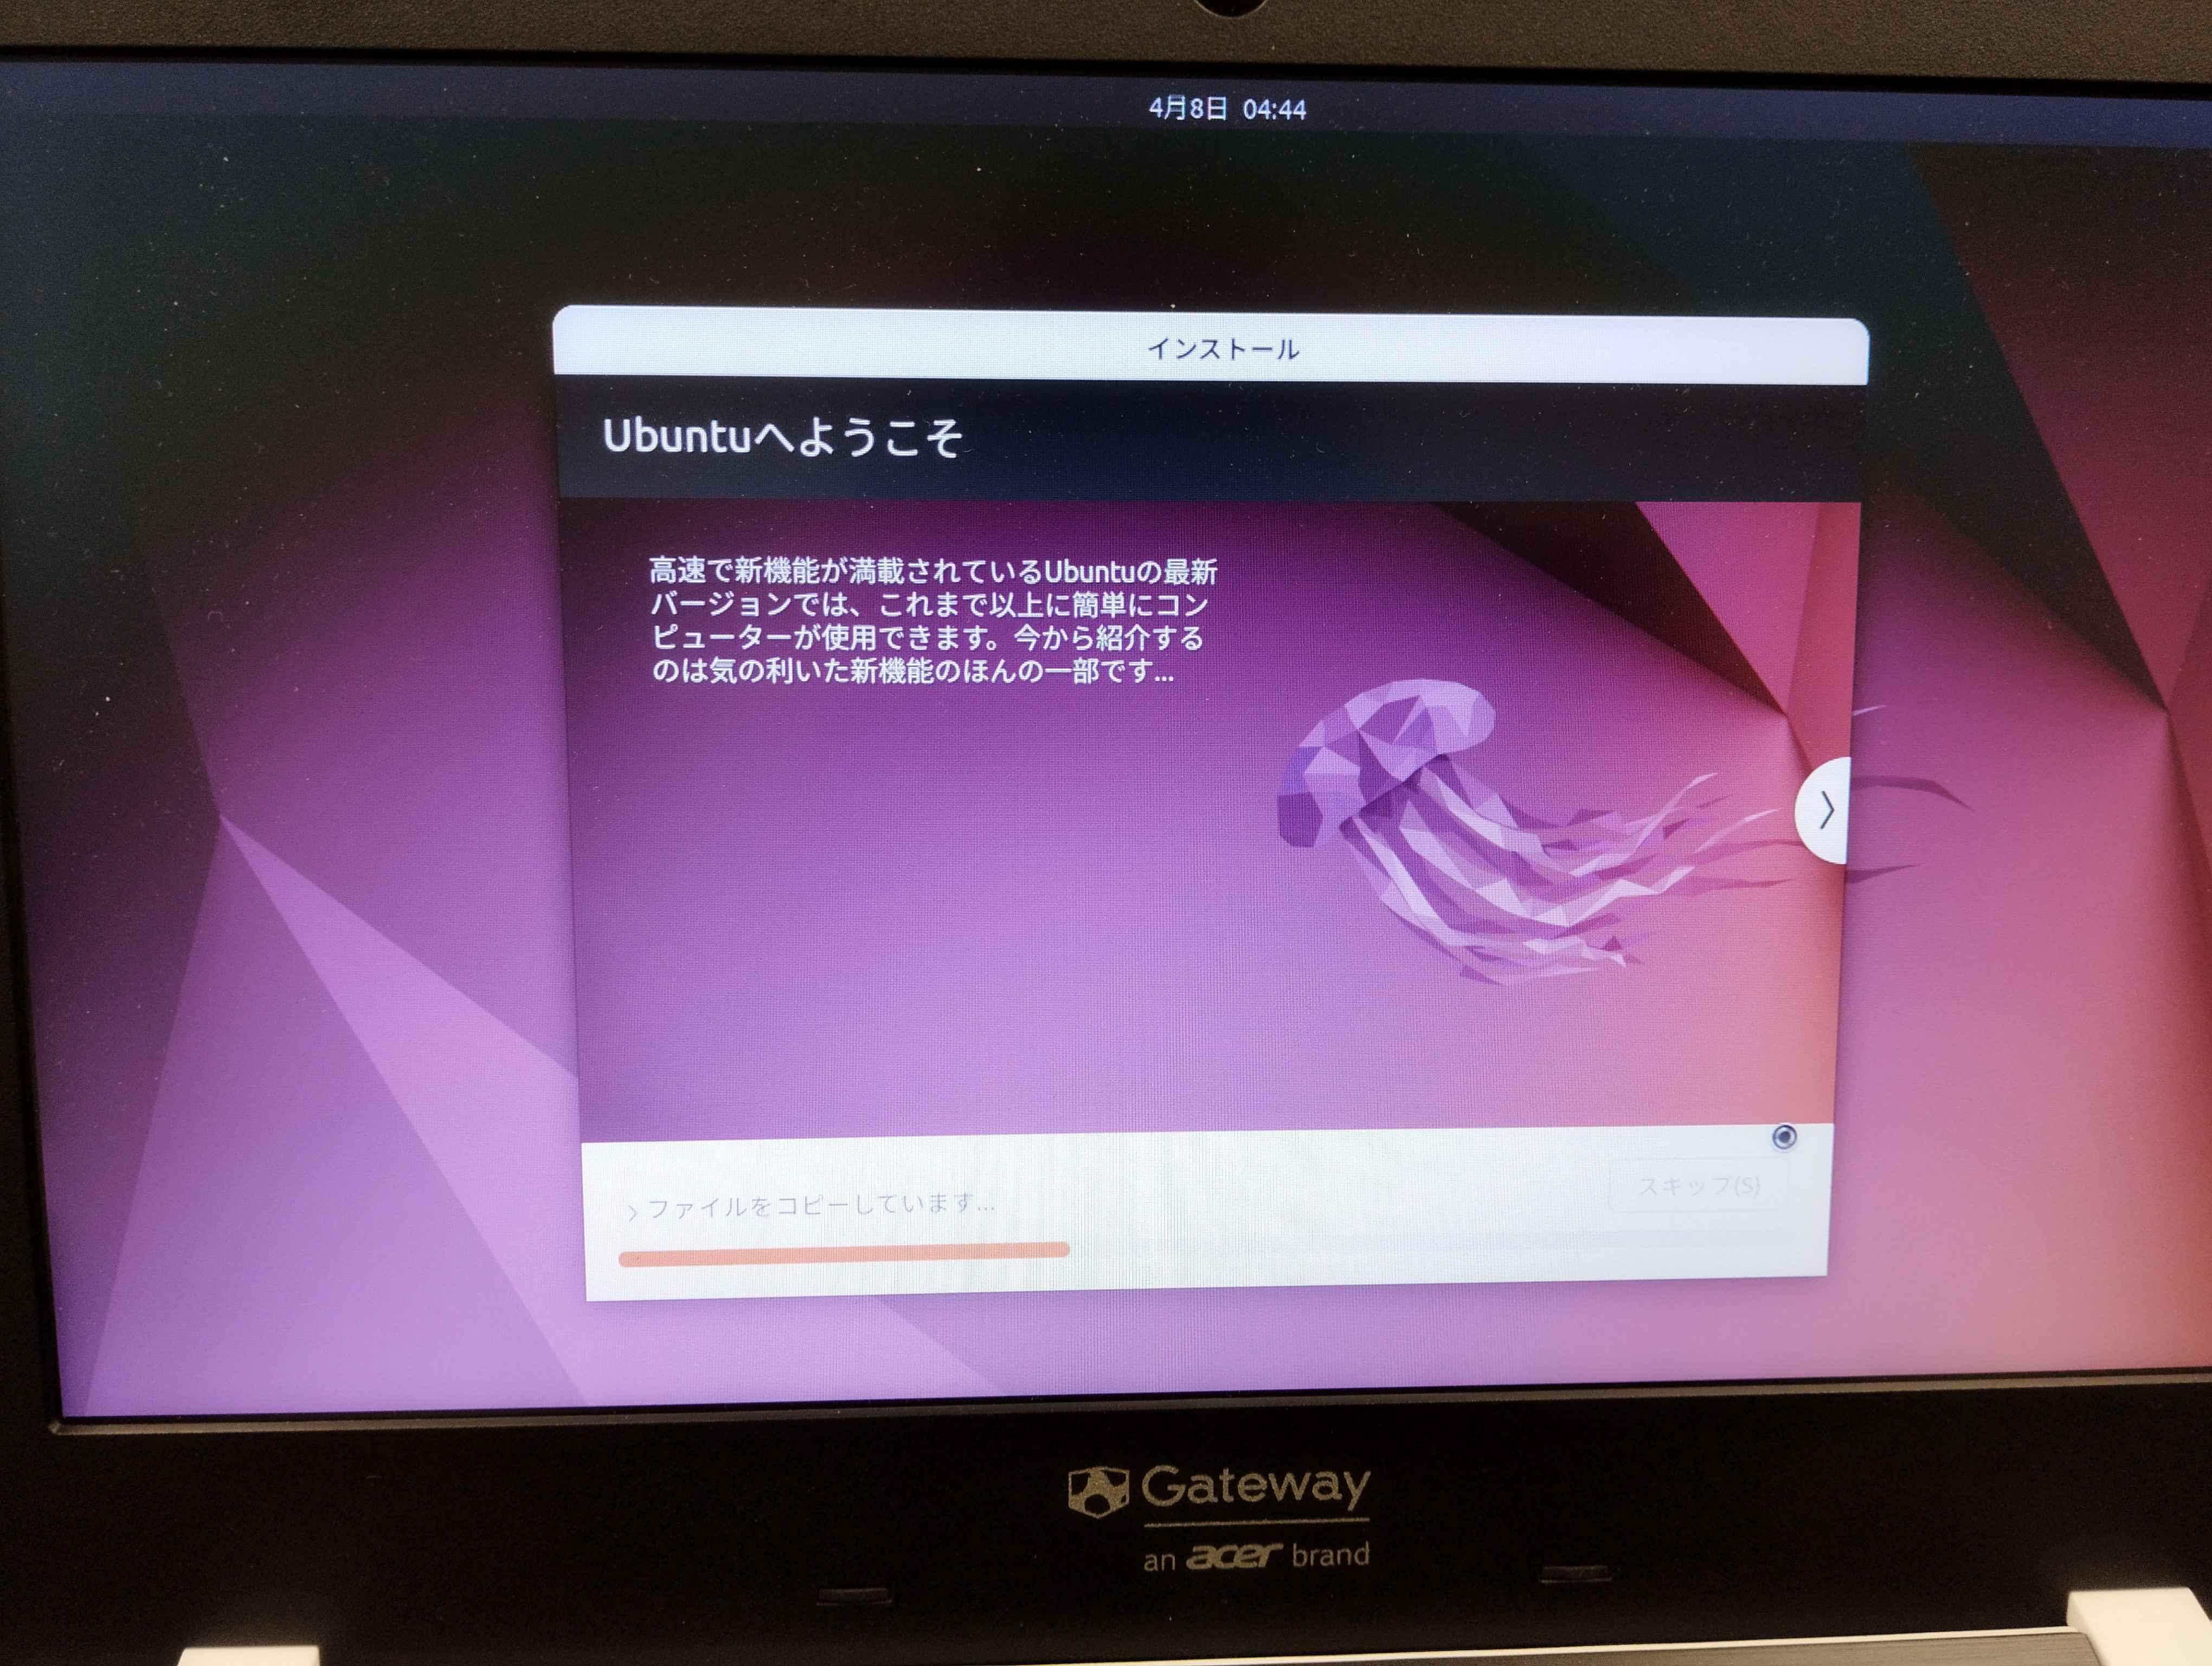 4月8日 04:44
インストール
Ubuntuへようこそ
高速で新機能が満載されているUbuntuの最新
バージョンでは、これまで以上に簡単にコン
ピューターが使用できます。今から紹介する
のは気の利いた新機能のほんの一部です...
スキップ(S)
ファイルをコピーしています...
Gateway
an acer brand